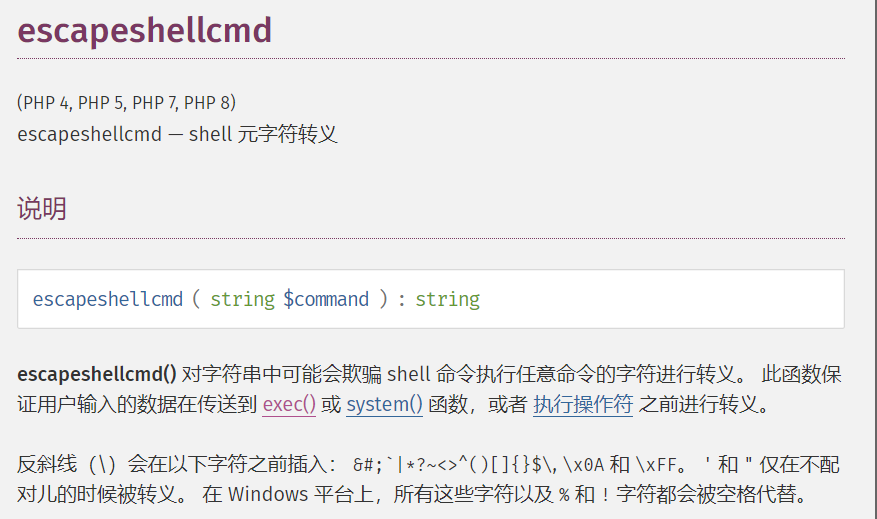 escapeshellcmd
(PHP 4, PHP 5, PHP 7, PHP 8)
escapeshellcmd — shell 元字符转义
说明
escapeshellcmd ( string $command ) : string
escapeshellcmd() 对字符串中可能会欺骗 shell 命令执行任意命令的字符进行转义。 此函数保
证用户输入的数据在传送到 exec() 或 system() 函数，或者 执行操作符 之前进行转义。
反斜线（\）会在以下字符之前插入： &#;`|*?~<>^()[]{}$\, \x0A 和 \xFF。 ' 和 " 仅在不配
对儿的时候被转义。 在 Windows 平台上，所有这些字符以及 % 和 ! 字符都会被空格代替。